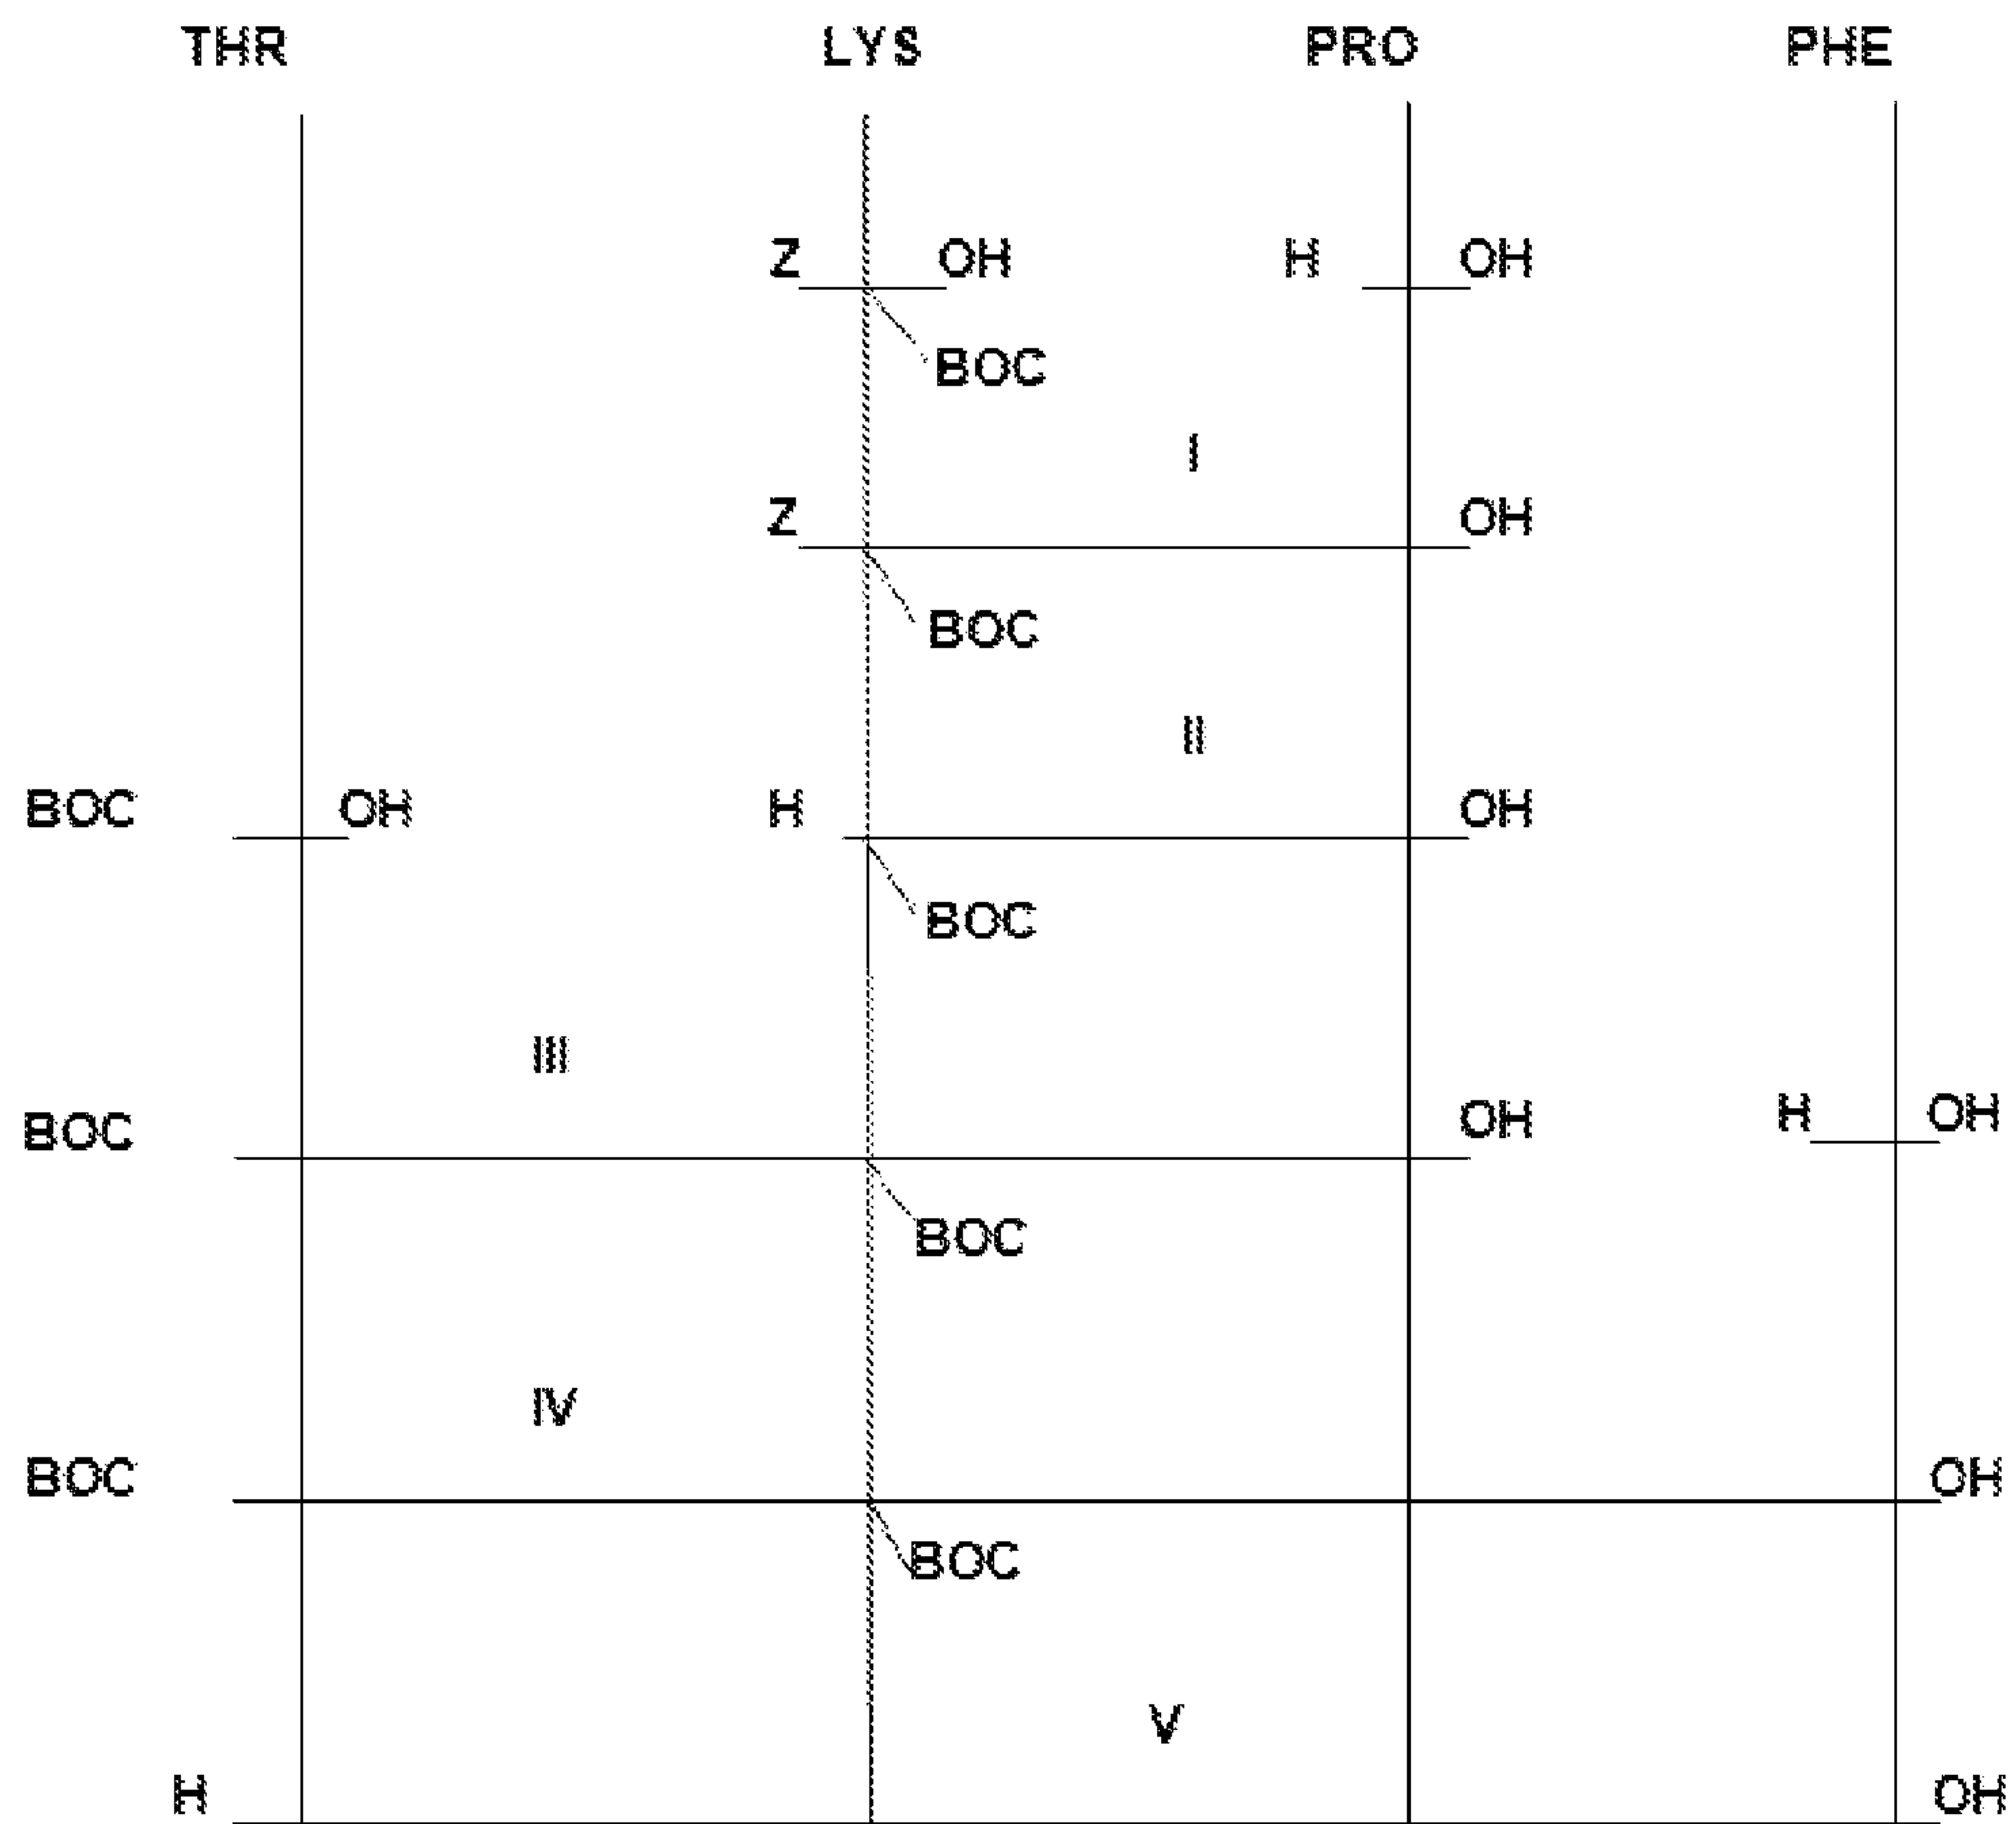 THR LYS PRO PHE
Z OH H OH
BOC
I
Z OH
BOC
II
BOC OH H OH
BOC
III
BOC OH H OH
BOC
IV
BOC OH
BOC
V
H OH